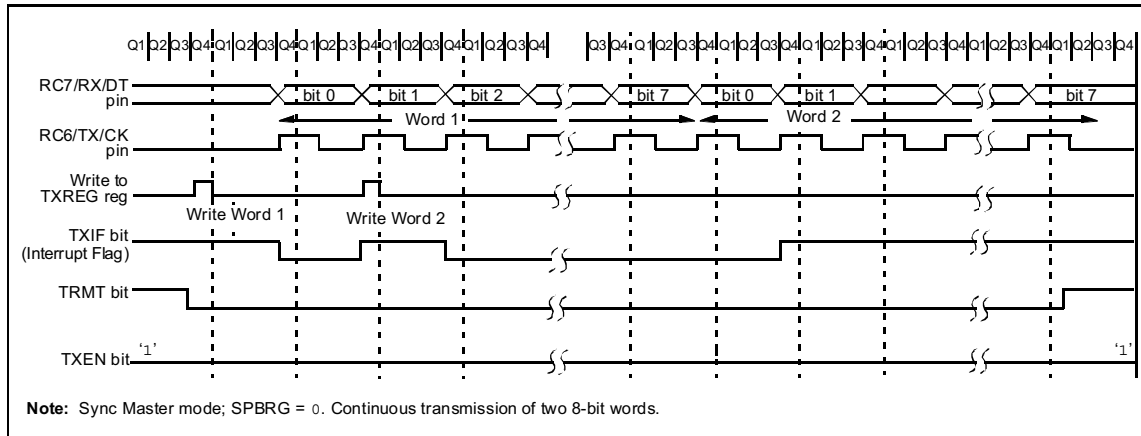 Q1 Q2 Q3 Q4 Q1 Q2 Q3 Q4 Q1 Q2 Q3 Q4 Q1 Q2 Q3 Q4 Q1 Q2 Q3 Q4 Q3 Q4 Q1 Q2 Q3 Q4 Q1 Q2 Q3 Q4 Q1 Q2 Q3 Q4 Q1 Q2 Q3 Q4 Q1 Q2 Q3 Q4 Q1 Q2 Q3 Q4
RC7/RX/DT
pin
bit 0 bit 1 bit 2 bit 7 bit 0 bit 1 bit 7
Word 1 Word 2
RC6/TX/CK
pin
Write to
TXREG reg
Write Word 1 Write Word 2
TXIF bit
(Interrupt Flag)
TRMT bit
TXEN bit '1' '1'
Note: Sync Master mode; SPBRG = 0. Continuous transmission of two 8-bit words.